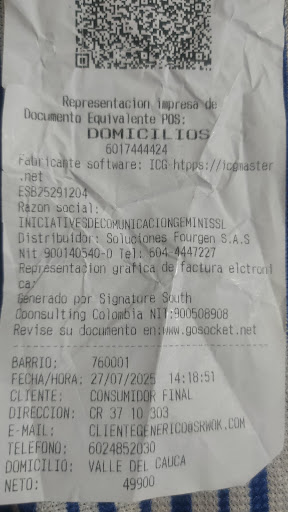 Representacion impresa de
Documento Equivalente POS:
DOMICILIOS
6017444424
Fabricante software: ICG htpps://icgmaster
.net
ESB25291204
Razon social:
INICIATIVESDECOMUNICACIONGEMINISSL
Distribuidor: Soluciones Fourgen S.A.S
Nit 900140540-0 Tel: 604 4447227
Representacion grafica de factura elctroni
ca:
Generado por Signature South
Coonsulting Colombia NIT:900508908
Revise su documento en:www.gosocket.net
BARRIO: 760001
FECHA/HORA: 27/07/2025 14:18:51
CLIENTE: CONSUMIDOR FINAL
DIRECCION: CR 37 10 303
E-MAIL: CLIENTEGENERICO@SRWOK.COM
TELEFONO: 6024852030
DOMICILIO: VALLE DEL CAUCA
NETO: 49900